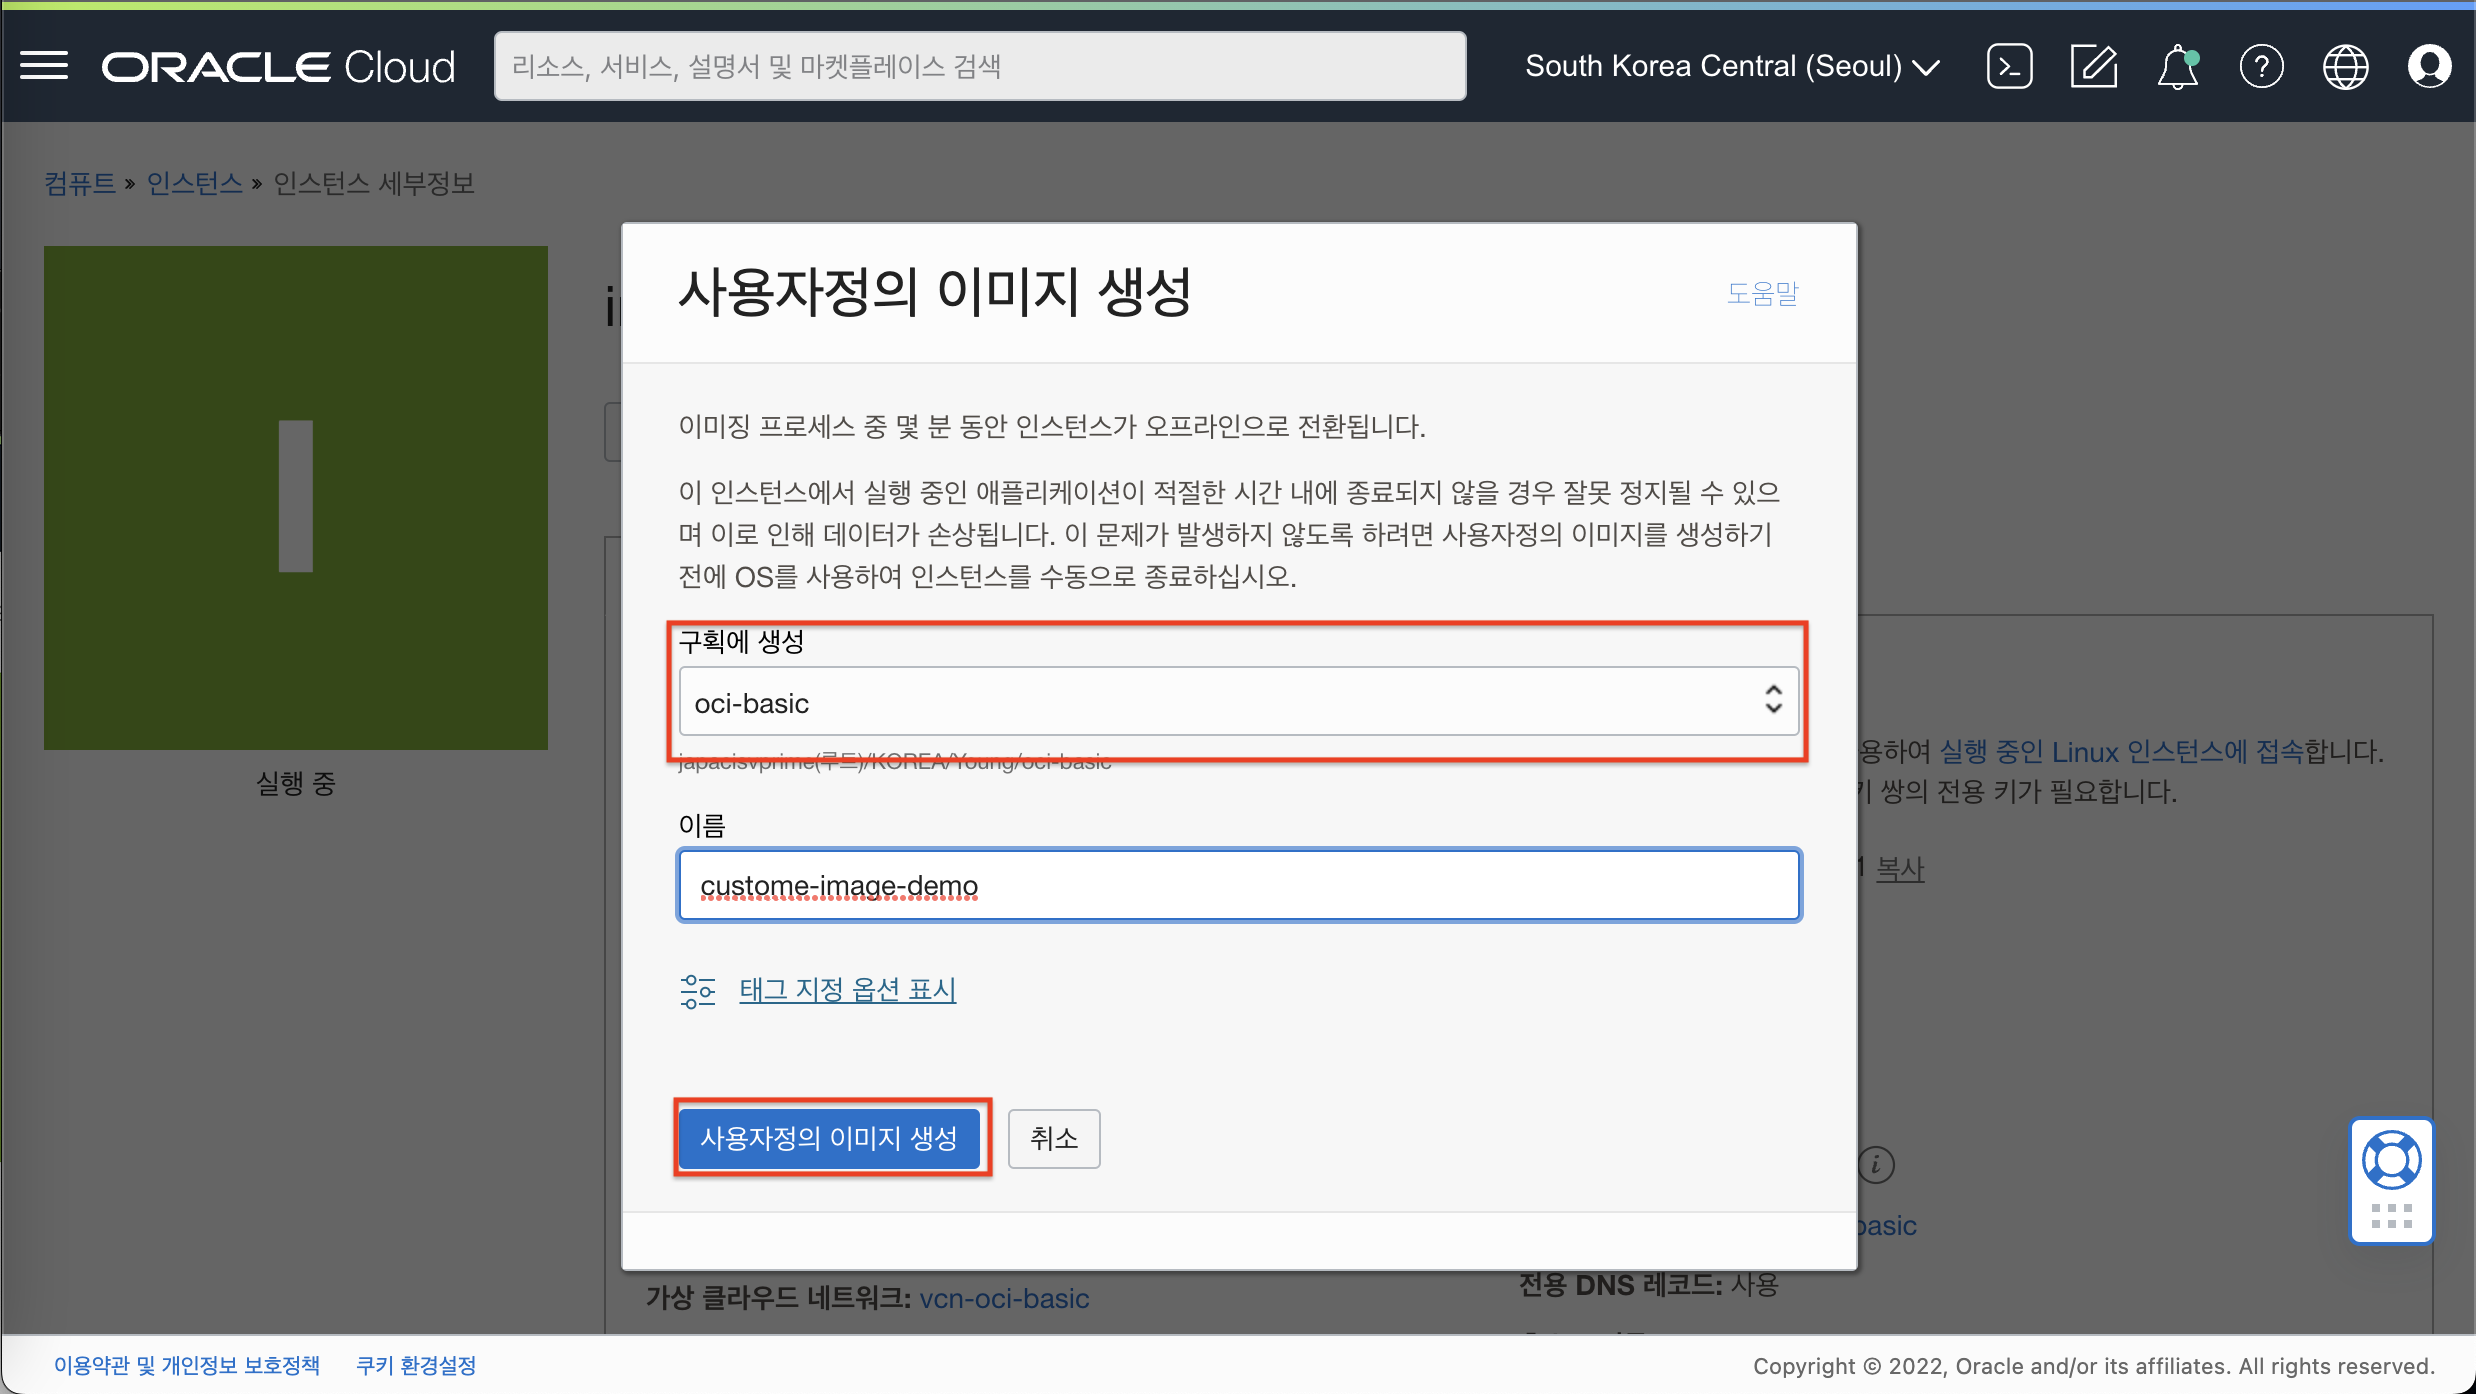 ORACLE Cloud
리소스, 서비스, 설명서 및 마켓플레이스 검색
South Korea Central (Seoul)
컴퓨트 » 인스턴스 » 인스턴스 세부정보
실행 중
사용자정의 이미지 생성
도움말
이미징 프로세스 중 몇 분 동안 인스턴스가 오프라인으로 전환됩니다.
이 인스턴스에서 실행 중인 애플리케이션이 적절한 시간 내에 종료되지 않을 경우 잘못 정지될 수 있으
며 이로 인해 데이터가 손상됩니다. 이 문제가 발생하지 않도록 하려면 사용자정의 이미지를 생성하기
전에 OS를 사용하여 인스턴스를 수동으로 종료하십시오.
구획에 생성
oci-basic
japacisvprime(루트)/KOREA/Young/oci-basic
이름
custome-image-demo
태그 지정 옵션 표시
사용자정의 이미지 생성
취소
용하여 실행 중인 Linux 인스턴스에 접속합니다.
키 쌍의 전용 키가 필요합니다.
1 복사
basic
가상 클라우드 네트워크: vcn-oci-basic
전용 DNS 레코드: 사용
이용약관 및 개인정보 보호정책
쿠키 환경설정
Copyright © 2022, Oracle and/or its affiliates. All rights reserved.